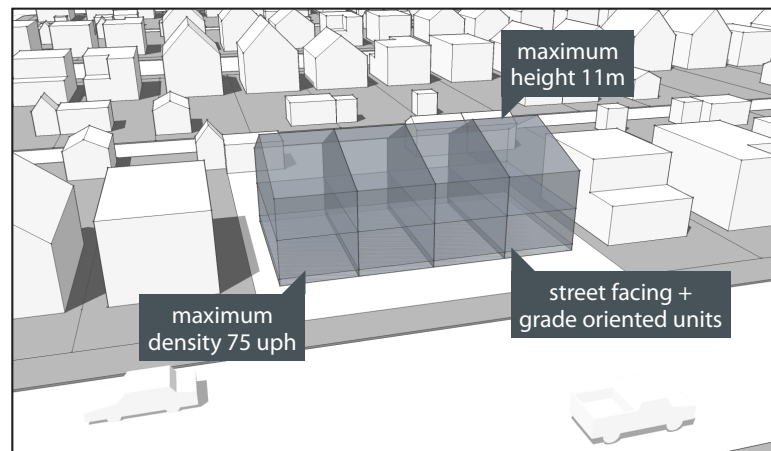 maximum
height 11m
maximum
density 75 uph
street facing +
grade oriented units